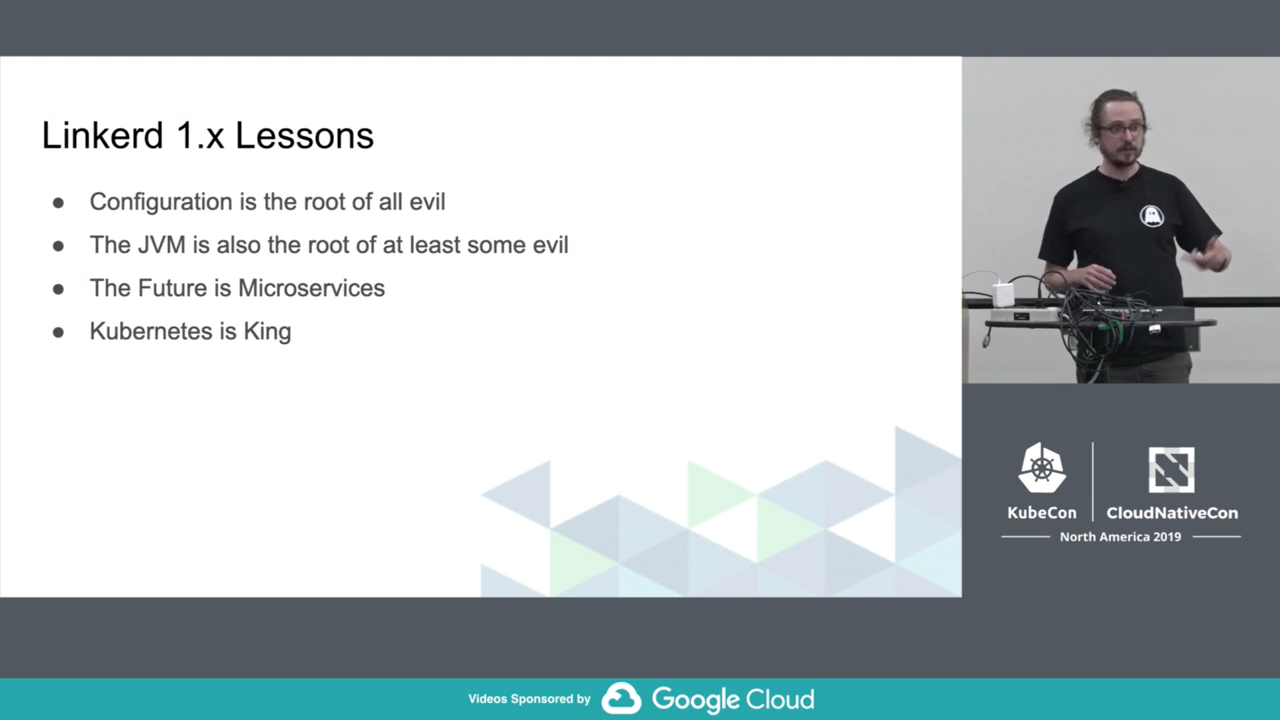 Linkerd 1.x Lessons
● Configuration is the root of all evil
● The JVM is also the root of at least some evil
● The Future is Microservices
● Kubernetes is King
KubeCon
CloudNativeCon
North America 2019
Videos Sponsored by Google Cloud